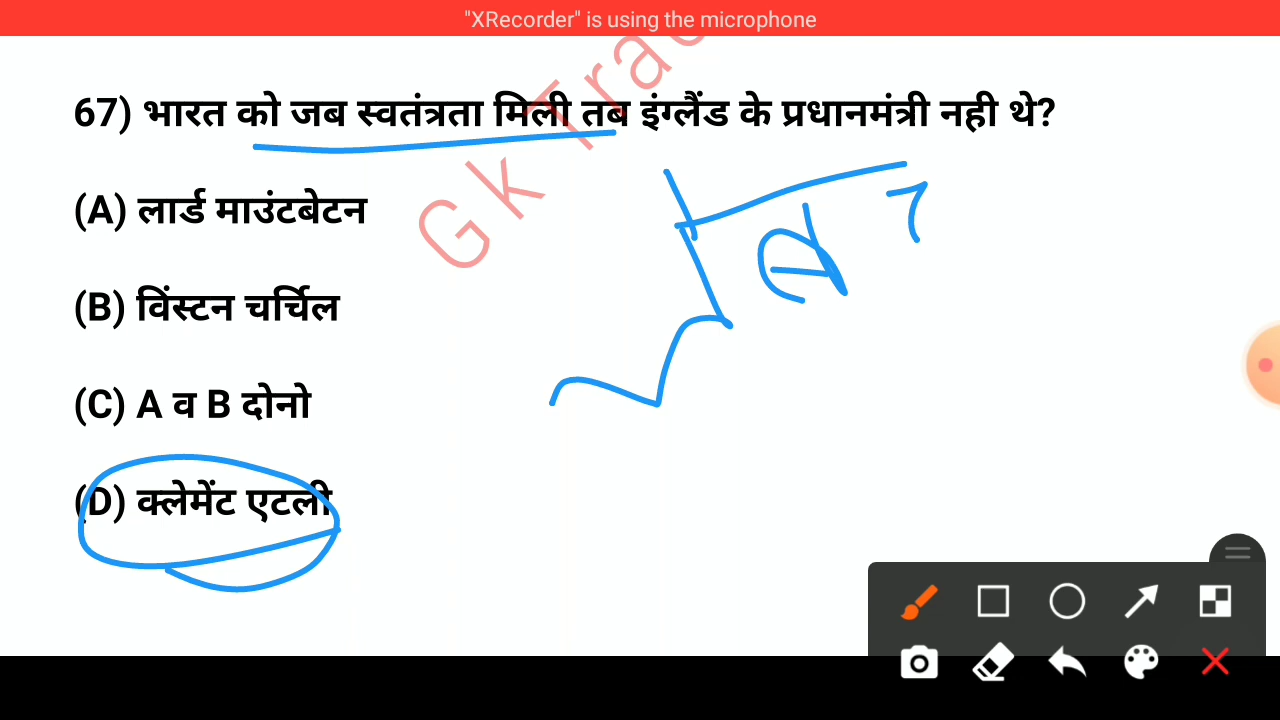 "XRecorder" is using the microphone
67) भारत को जब स्वतंत्रता मिली तब इंग्लैंड के प्रधानमंत्री नही थे?
(A) लार्ड माउंटबेटन
(B) विंस्टन चर्चिल
(C) A व B दोनो
(D) क्लेमेंट एटली